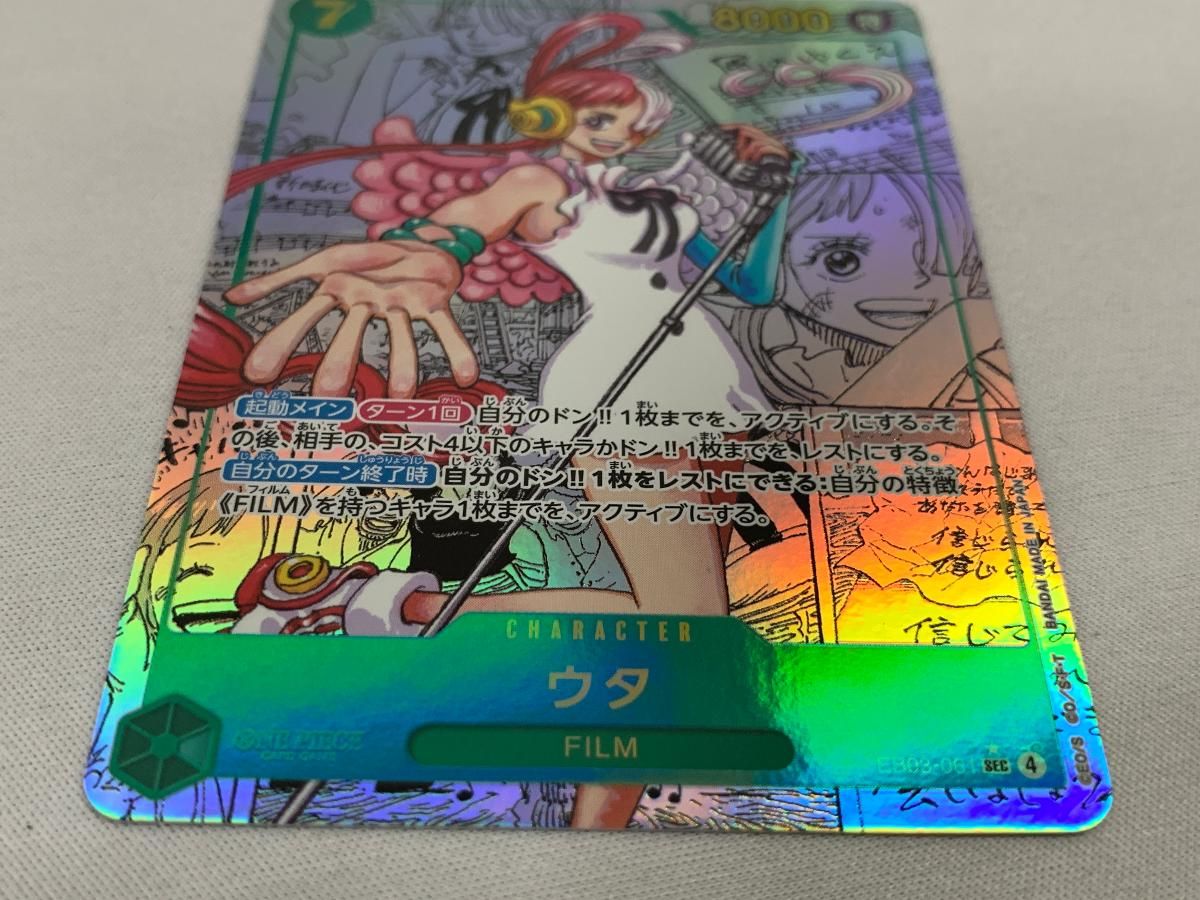 7
8000
起動メイン ターン1回 自分のドン!!1枚までを、アクティブにする。そ
の後、相手の、コスト4以下のキャラかドン!!1枚までを、レストにする。
自分のターン終了時 自分のドン!!1枚をレストにできる:自分の特徴
《FILM》を持つキャラ1枚までを、アクティブにする。
信じて
BANDAI MADE IN JAPAN
CHARACTER
ウタ
FILM
ONE PIECE
CARD GAME
EB03-061 SEC 4